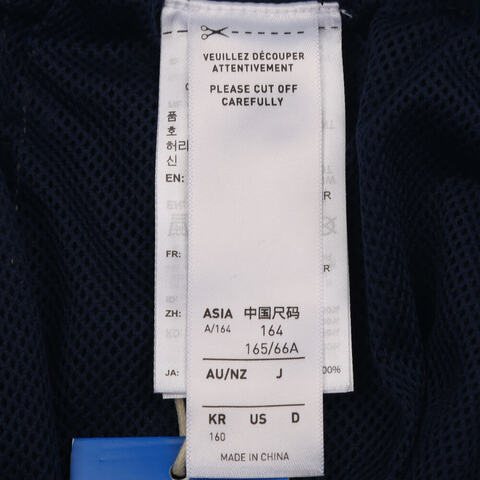 VEUILLEZ DÉCOUPER
ATTENTIVEMENT
PLEASE CUT OFF
CAREFULLY
품
호
허리
신
EN:
R
FR:
R
ZH:
ASIA 中国尺码
A/164 164
165/66A
JA:
00%
AU/NZ J
KR US D
160
MADE IN CHINA